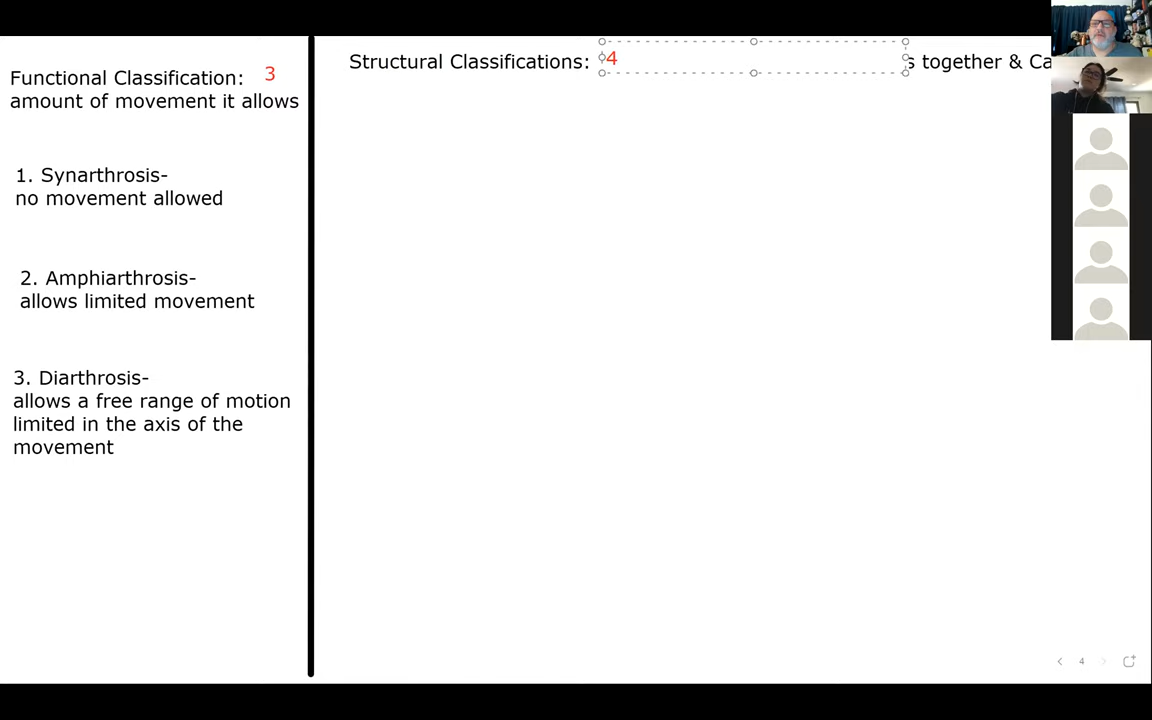 Functional Classification: 3
amount of movement it allows
1. Synarthrosis-
no movement allowed
2. Amphiarthrosis-
allows limited movement
3. Diarthrosis-
allows a free range of motion
limited in the axis of the
movement
Structural Classifications: 4 together &
4